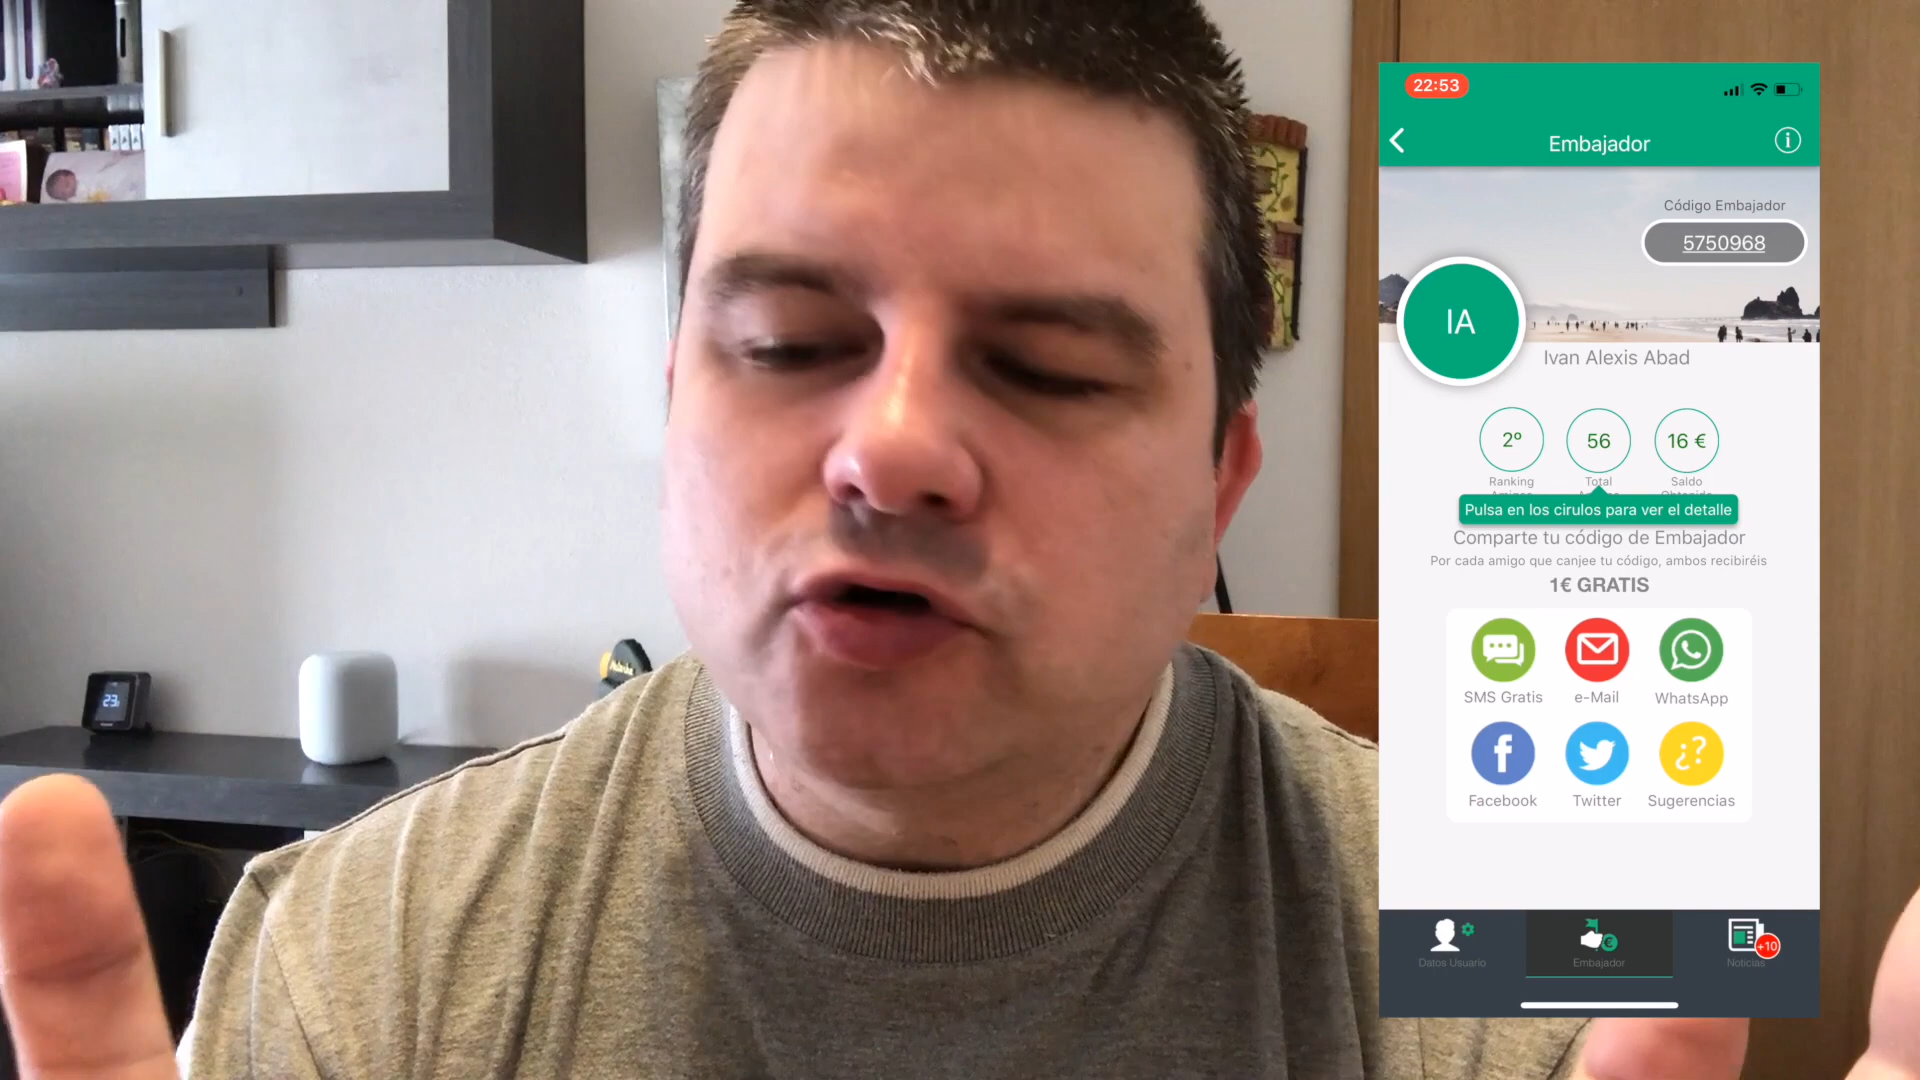 22:53
Embajador
Código Embajador
5750968
IA
Ivan Alexis Abad
2º
56
16 €
Ranking
Total
Saldo
Pulsa en los cirulos para ver el detalle
Comparte tu código de Embajador
Por cada amigo que canjee tu código, ambos recibiréis
1€ GRATIS
SMS Gratis
e-Mail
WhatsApp
¿?
Facebook
Twitter
Sugerencias
+10
Datos Usuario
Embajador
Noticias
23